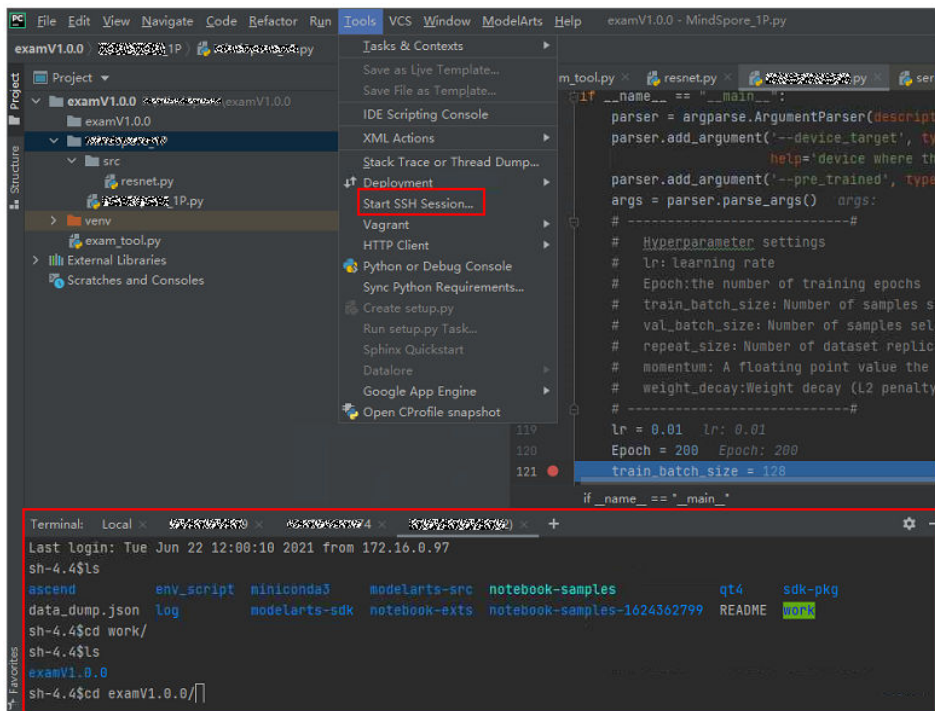 PC File Edit View Navigate Code Refactor Run Tools VCS Window ModelArts Help examV1.0.0 - MindSpore_1P.py
examV1.0.0 1P .py
Project
Structure
Favorites
Project
examV1.0.0 examV1.0.0
examV1.0.0
src
resnet.py
_1P.py
venv
exam_tool.py
External Libraries
Scratches and Consoles
Tasks & Contexts
Save as Live Template...
Save File as Template...
IDE Scripting Console
XML Actions
Stack Trace or Thread Dump...
Deployment
Start SSH Session...
Vagrant
HTTP Client
Python or Debug Console
Sync Python Requirements...
Create setup.py
Run setup.py Task...
Sphinx Quickstart
Datalore
Google App Engine
Open CProfile snapshot
m_tool.py resnet.py .py ser
if __name__ == "__main__":
parser = argparse.ArgumentParser(descript
parser.add_argument('--device_target', ty
help='device where th
parser.add_argument('--pre_trained', type
args = parser.parse_args() args:
# ----------------------------#
# Hyperparameter settings
# lr: learning rate
# Epoch:the number of training epochs
# train_batch_size: Number of samples s
# val_batch_size: Number of samples sel
# repeat_size: Number of dataset replic
# momentum: A floating point value the
# weight_decay:Weight decay (L2 penalty
# ----------------------------#
119 lr = 0.01 lr: 0.01
120 Epoch = 200 Epoch: 200
121 train_batch_size = 128
if __name__ == "__main__"
Terminal: Local 9 4 2) +
Last login: Tue Jun 22 12:00:10 2021 from 172.16.0.97
sh-4.4$ls
ascend env_script miniconda3 modelarts-src notebook-samples qt4 sdk-pkg
data_dump.json log modelarts-sdk notebook-exts notebook-samples-1624362799 README work
sh-4.4$cd work/
sh-4.4$ls
examV1.0.0
sh-4.4$cd examV1.0.0/